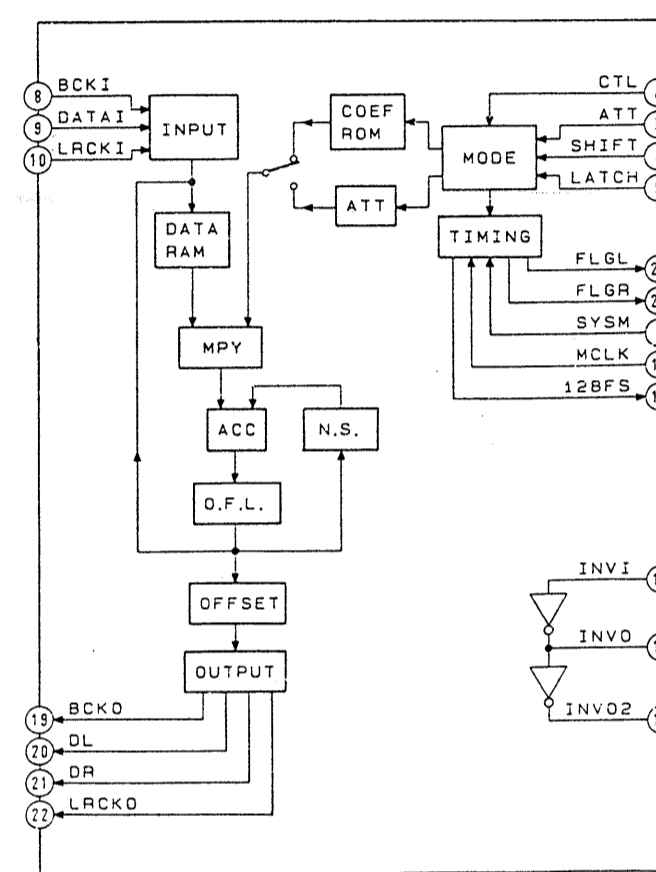 8 BCKI
9 DATAI
10 LRCKI
INPUT
COEF
ROM
CTL
ATT
SHIFT
LATCH
MODE
ATT
DATA
RAM
TIMING
FLGL
FLGR
SYSM
MCLK
128FS
MPY
ACC
N.S.
O.F.L.
OFFSET
OUTPUT
INVI
INVO
INVO2
19 BCKO
20 DL
21 DR
22 LRCKO